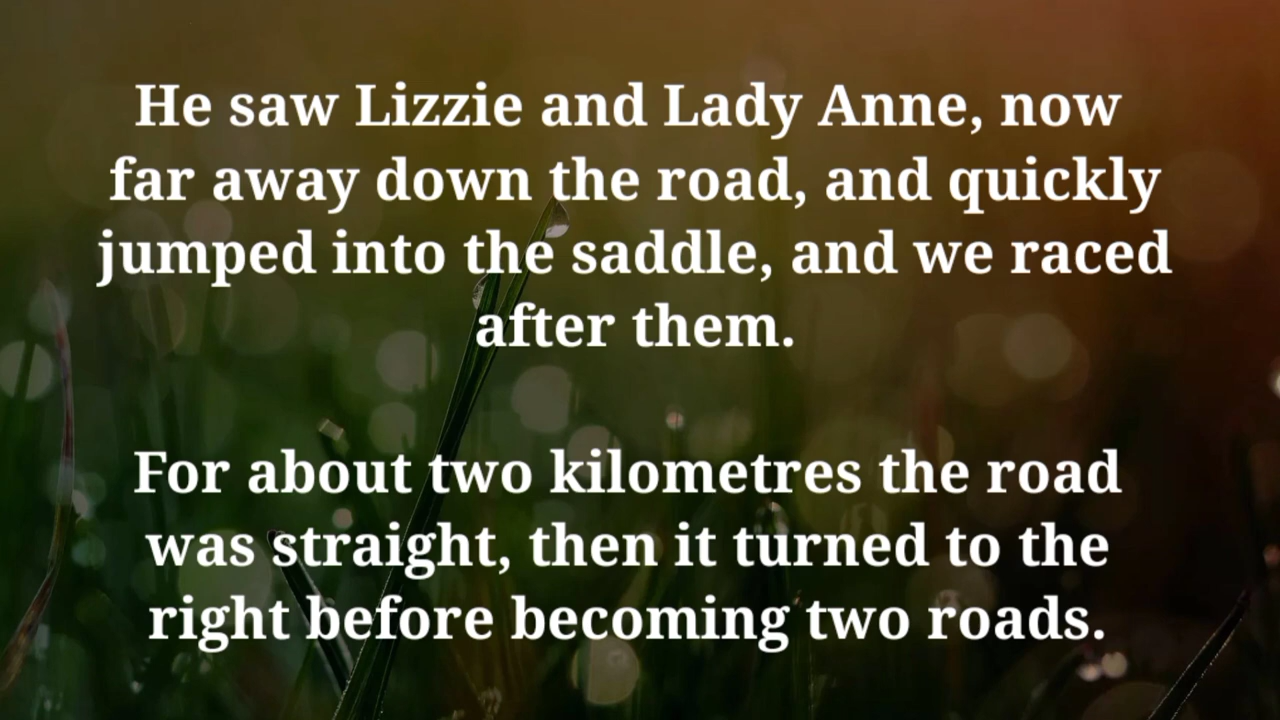 He saw Lizzie and Lady Anne, now
far away down the road, and quickly
jumped into the saddle, and we raced
after them.
For about two kilometres the road
was straight, then it turned to the
right before becoming two roads.